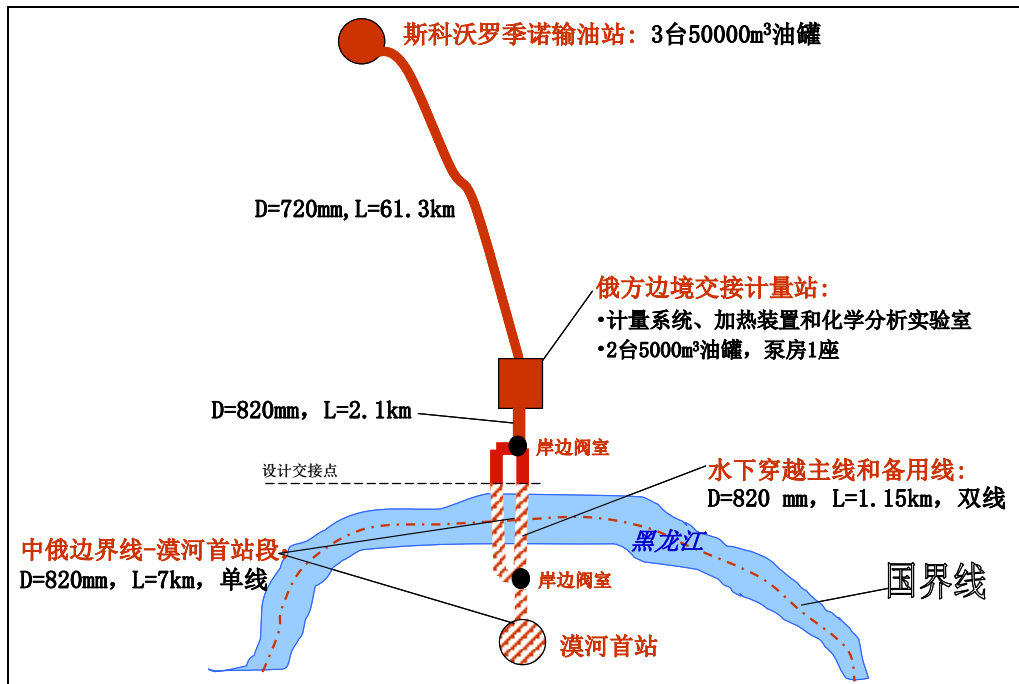 斯科沃罗季诺输油站: 3台50000m³油罐
D=720mm,L=61.3km
俄方边境交接计量站:
•计量系统、加热装置和化学分析实验室
•2台5000m³油罐，泵房1座
D=820mm，L=2.1km
岸边阀室
设计交接点
水下穿越主线和备用线:
D=820 mm，L=1.15km，双线
黑龙江
中俄边界线-漠河首站段
D=820mm，L=7km，单线
岸边阀室
国界线
漠河首站